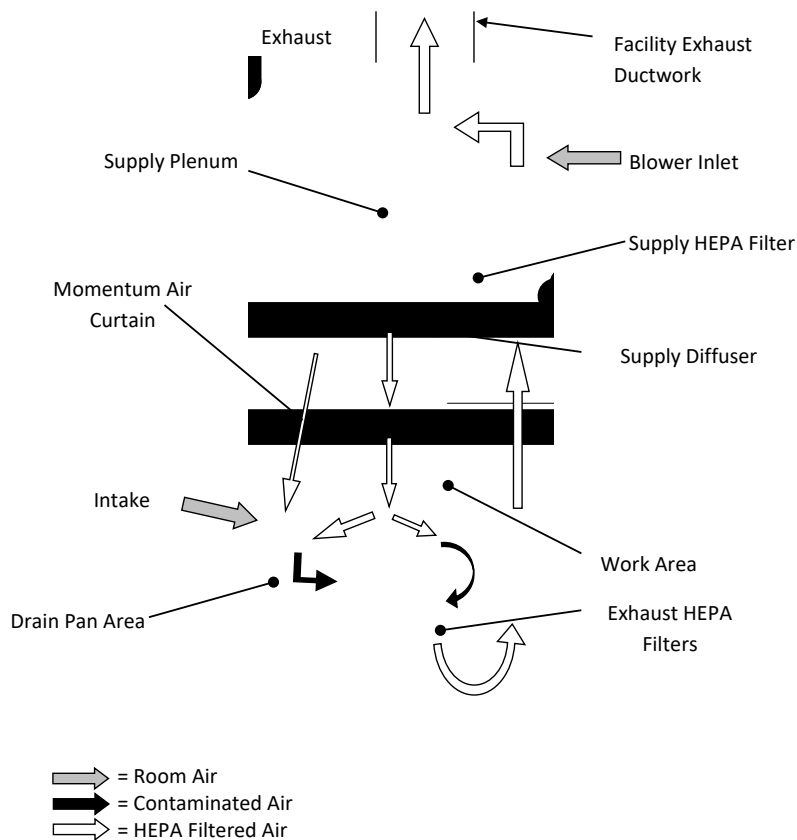 Exhaust
Facility Exhaust
Ductwork
Supply Plenum
Blower Inlet
Supply HEPA Filter
Momentum Air
Curtain
Supply Diffuser
Intake
Work Area
Drain Pan Area
Exhaust HEPA
Filters
= Room Air
= Contaminated Air
= HEPA Filtered Air